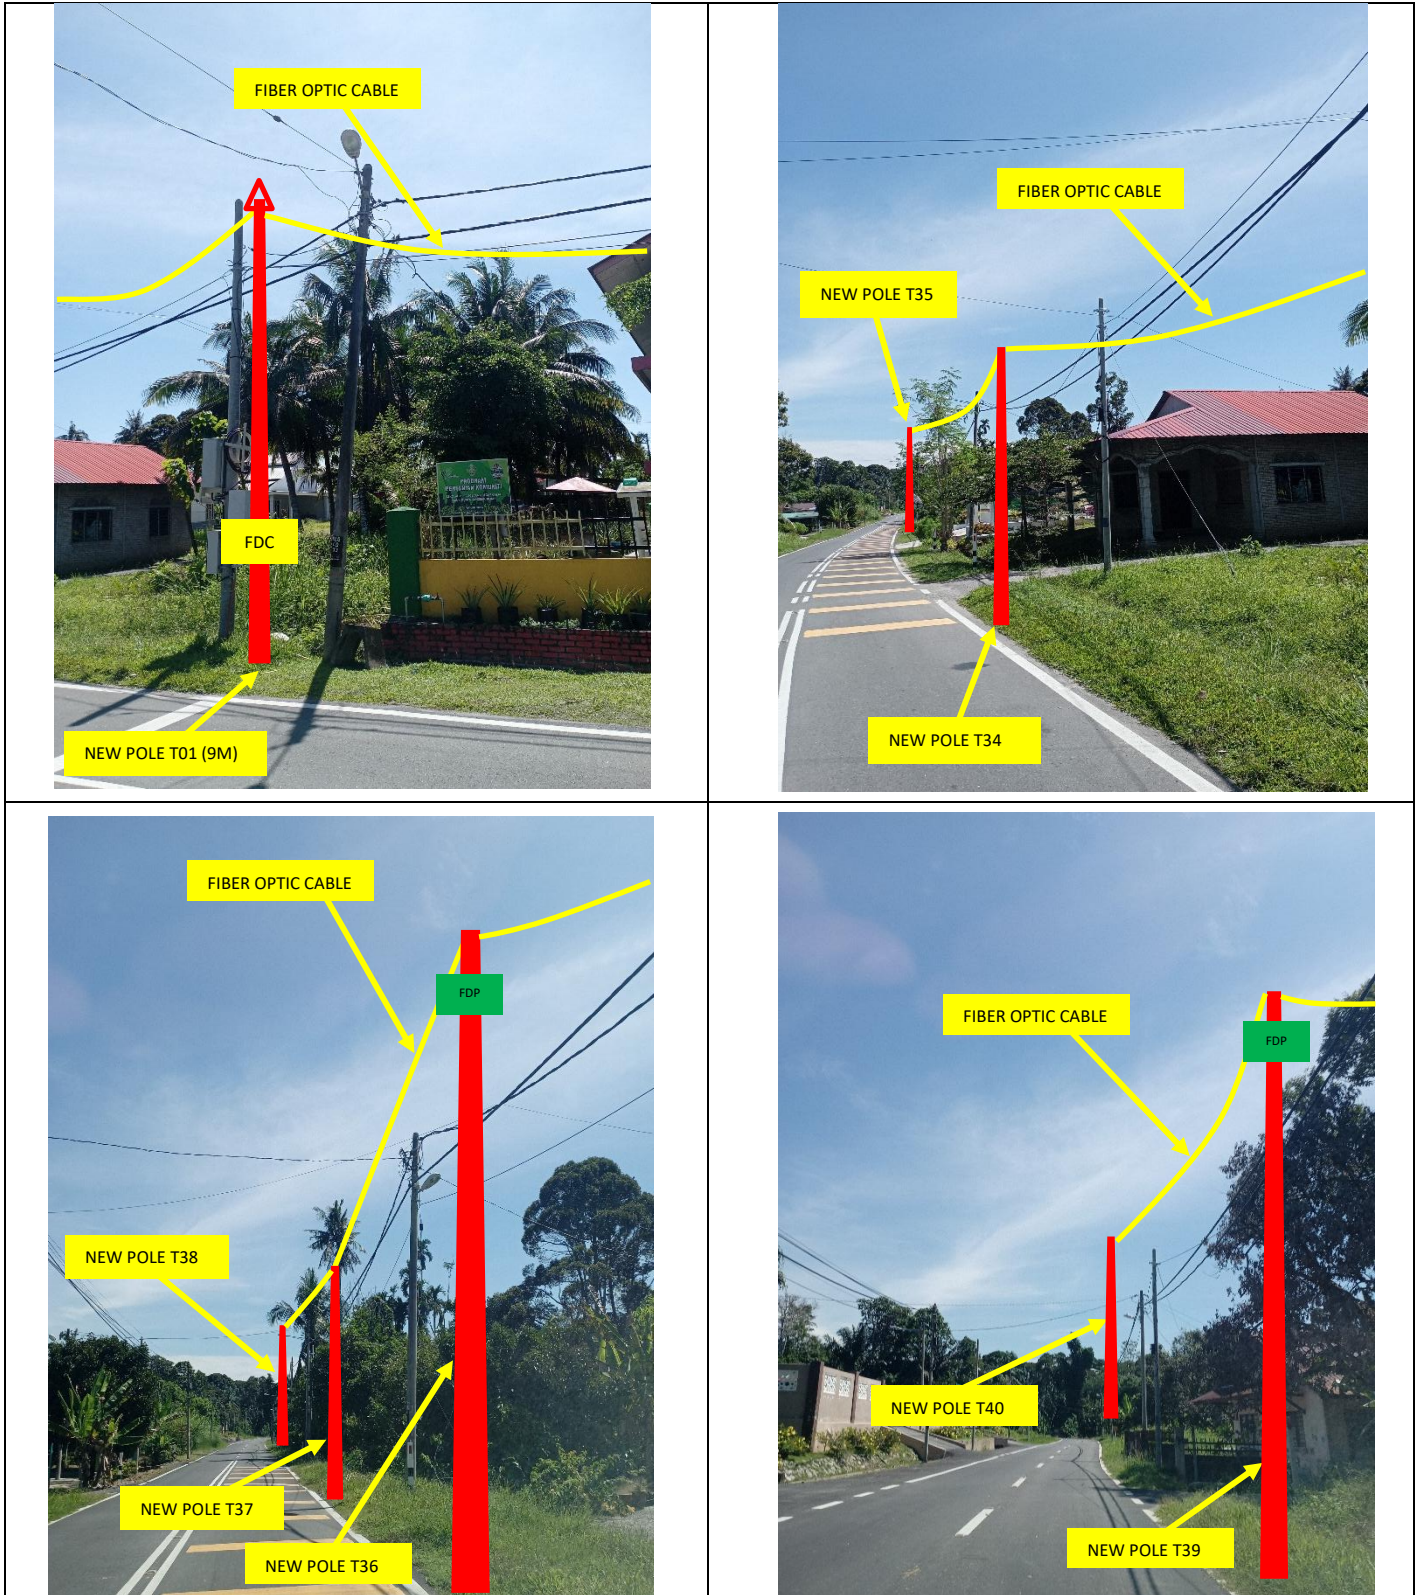 FIBER OPTIC CABLE
FDC
NEW POLE T01 (9M)
FIBER OPTIC CABLE
NEW POLE T35
NEW POLE T34
FIBER OPTIC CABLE
FDP
NEW POLE T38
NEW POLE T37
NEW POLE T36
FIBER OPTIC CABLE
FDP
NEW POLE T40
NEW POLE T39